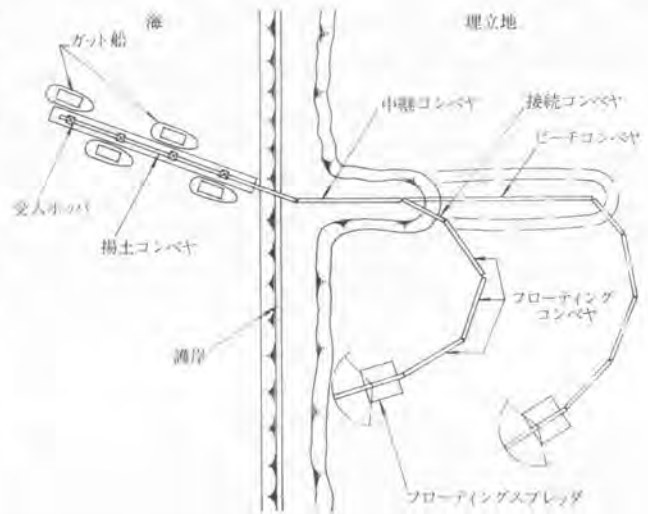 海
埋立地
ガット船
中継コンベヤ
接続コンベヤ
ビーチコンベヤ
受入ホッパ
揚土コンベヤ
フローティング
コンベヤ
護岸
フローティングスプレッダ